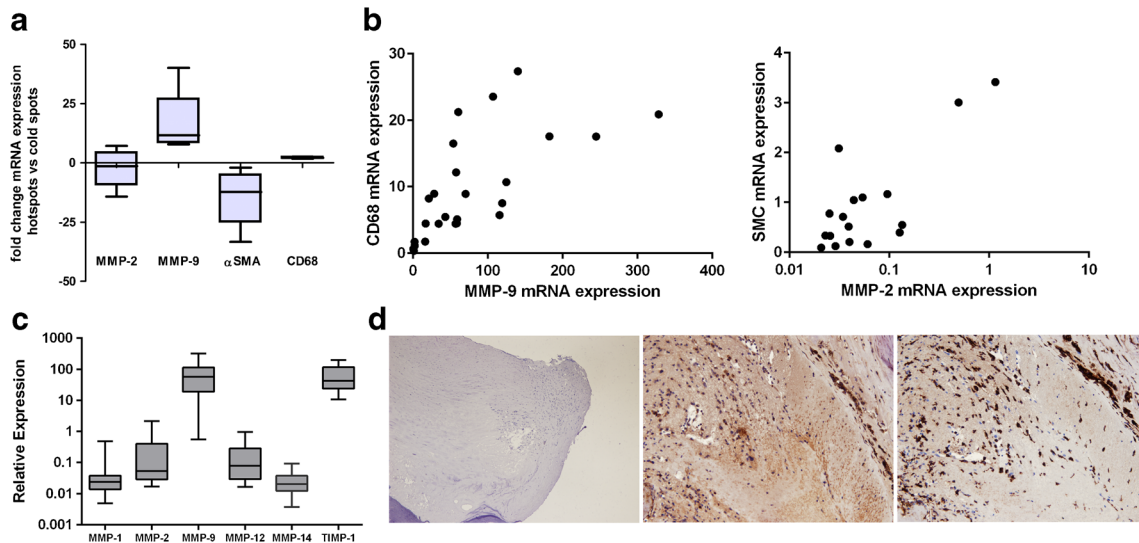 a
fold change mRNA expression
hotspots vs cold spots
50
25
0
-25
-50
MMP-2 MMP-9 αSMA CD68
b
CD68 mRNA expression
30
20
10
0
0 100 200 300 400
MMP-9 mRNA expression
SMC mRNA expression
4
3
2
1
0
0.01 0.1 1 10
MMP-2 mRNA expression
c
Relative Expression
1000
100
10
1
0.1
0.01
0.001
MMP-1 MMP-2 MMP-9 MMP-12 MMP-14 TIMP-1
d